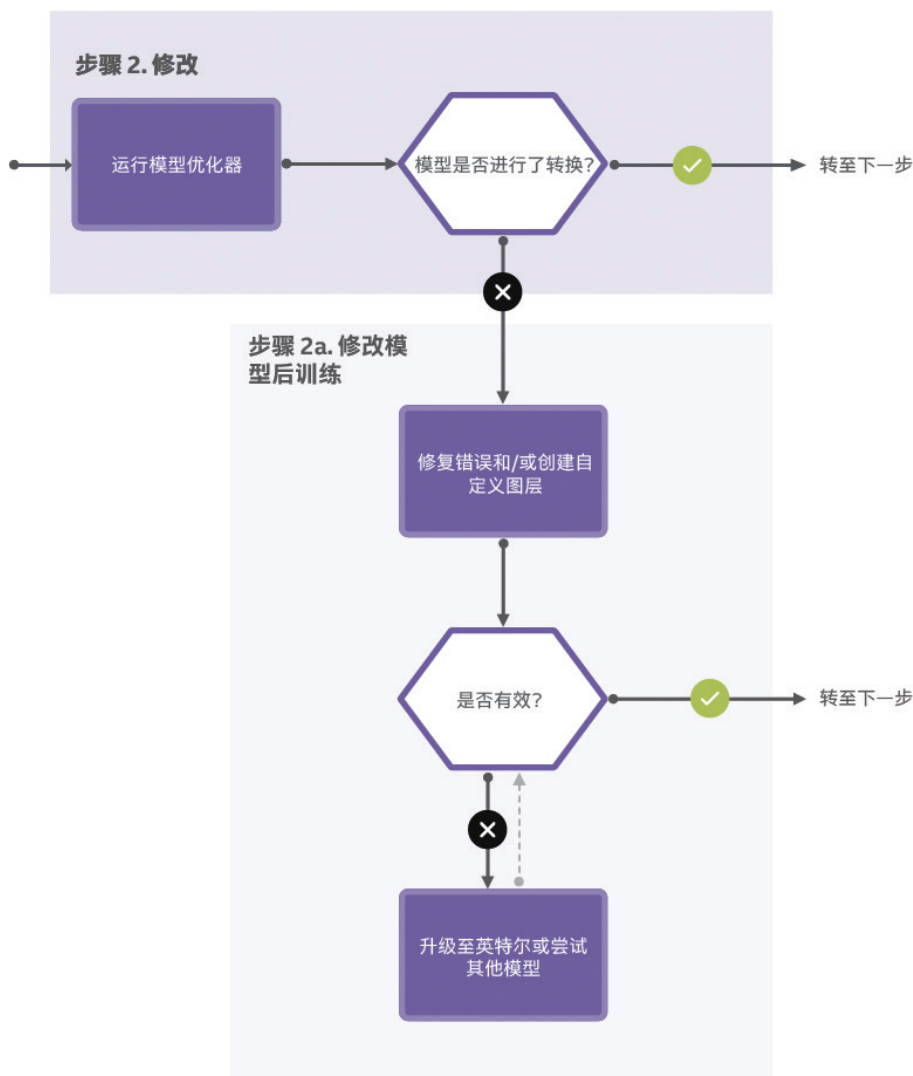 步骤 2. 修改
运行模型优化器
模型是否进行了转换?
转至下一步
步骤 2a. 修改模
型后训练
修复错误和/或创建自
定义图层
是否有效?
转至下一步
升级至英特尔或尝试
其他模型